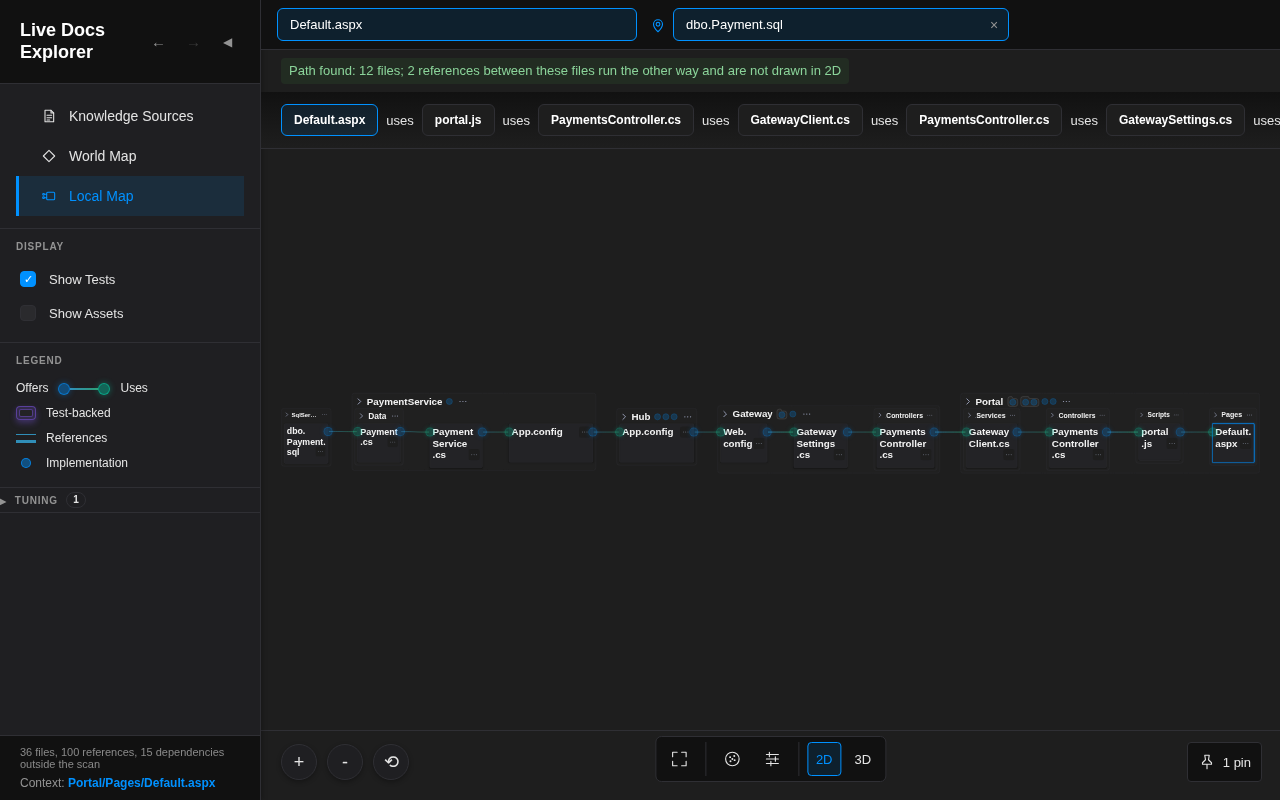 Live Docs
Explorer
Knowledge Sources
World Map
Local Map
DISPLAY
Show Tests
Show Assets
LEGEND
Offers Uses
Test-backed
References
Implementation
TUNING 1
36 files, 100 references, 15 dependencies
outside the scan
Context: Portal/Pages/Default.aspx
Default.aspx
dbo.Payment.sql ×
Path found: 12 files; 2 references between these files run the other way and are not drawn in 2D
Default.aspx uses portal.js uses PaymentsController.cs uses GatewayClient.cs uses PaymentsController.cs uses GatewaySettings.cs uses
SqlSer...
dbo.
Payment.
sql
PaymentService
Data
Payment
.cs
Payment
Service
.cs
App.config
Hub
App.config
Gateway
Web.
config
Gateway
Settings
.cs
Controllers
Payments
Controller
.cs
Portal
Services
Gateway
Client.cs
Controllers
Payments
Controller
.cs
Scripts
portal
.js
Pages
Default.
aspx
+ - 2D 3D
1 pin